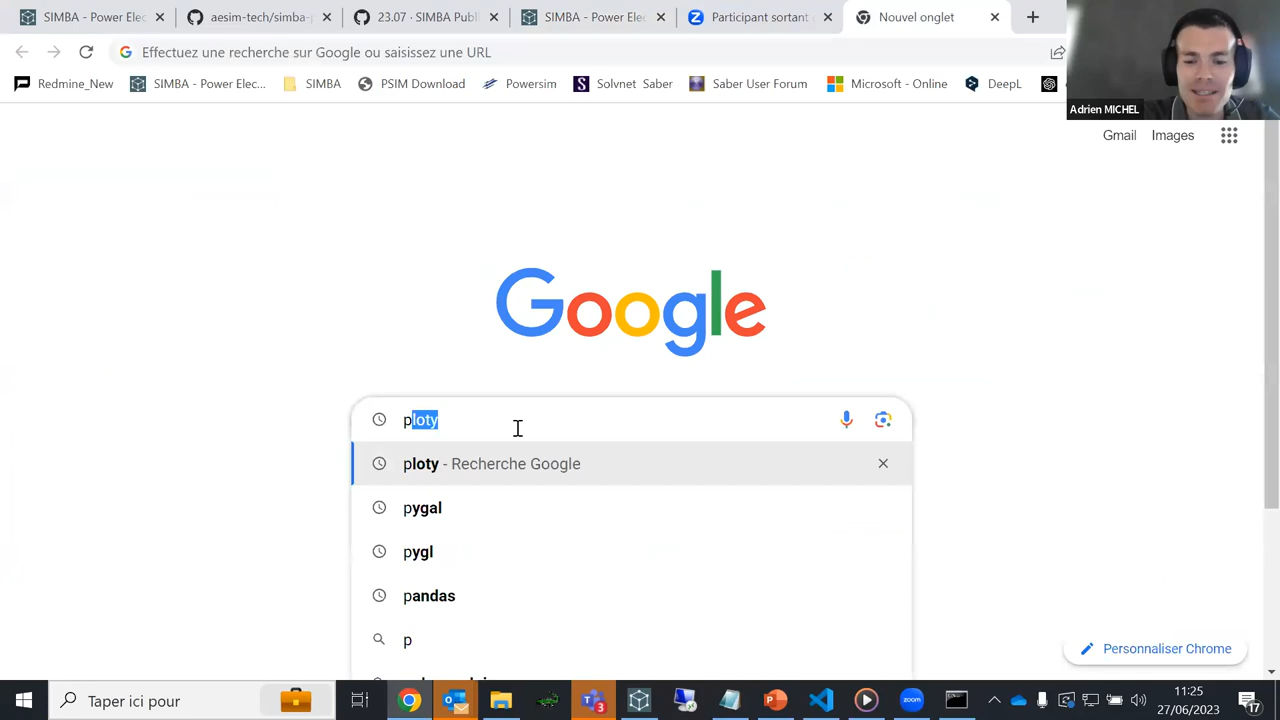 SIMBA - Power Ele
aesim-tech/simba-
23.07 · SIMBA Publ
SIMBA - Power Ele
Participant sortant
Nouvel onglet
Effectuez une recherche sur Google ou saisissez une URL
Redmine_New
SIMBA - Power Elec...
SIMBA
PSIM Download
Powersim
Solvnet Saber
Saber User Forum
Microsoft - Online
DeepL
Adrien MICHEL
Gmail
Images
Google
ploty
ploty - Recherche Google
pygal
pygl
pandas
p
Personnaliser Chrome
Taper ici pour
11:25
27/06/2023
17